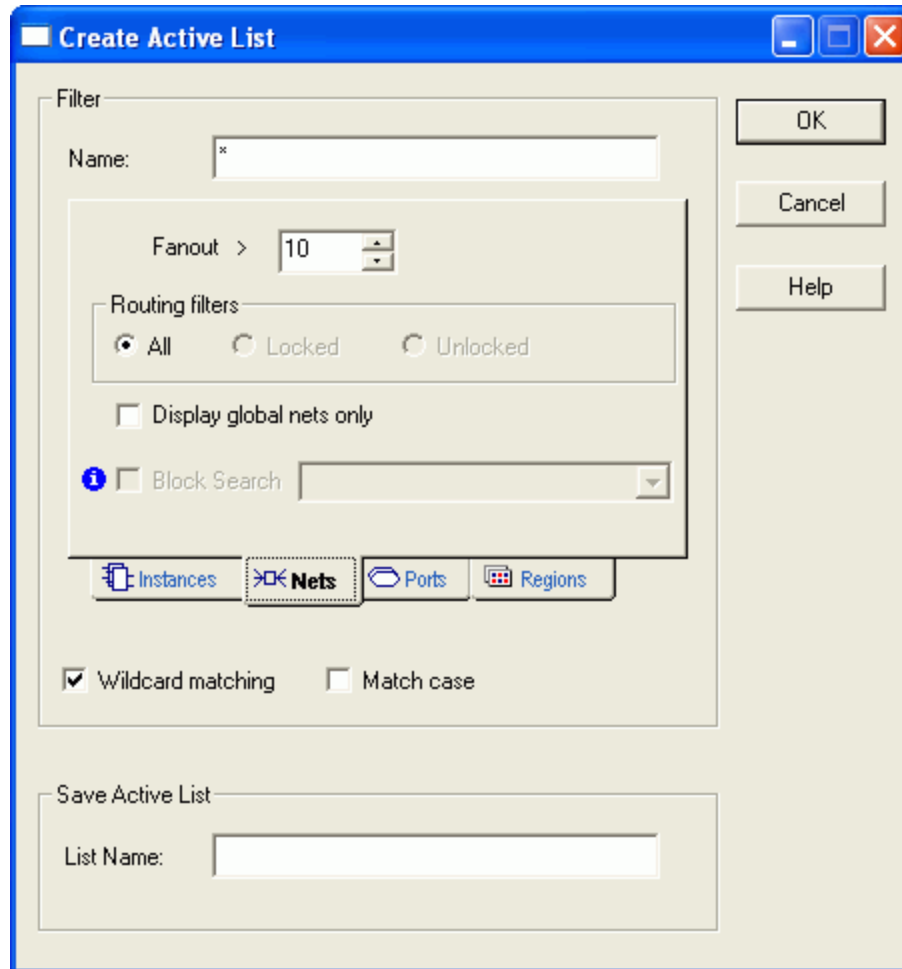 Create Active List
Filter
OK
Name: *
Cancel
Fanout > 10
Help
Routing filters
All Locked Unlocked
Display global nets only
Block Search
Instances Nets Ports Regions
Wildcard matching Match case
Save Active List
List Name: